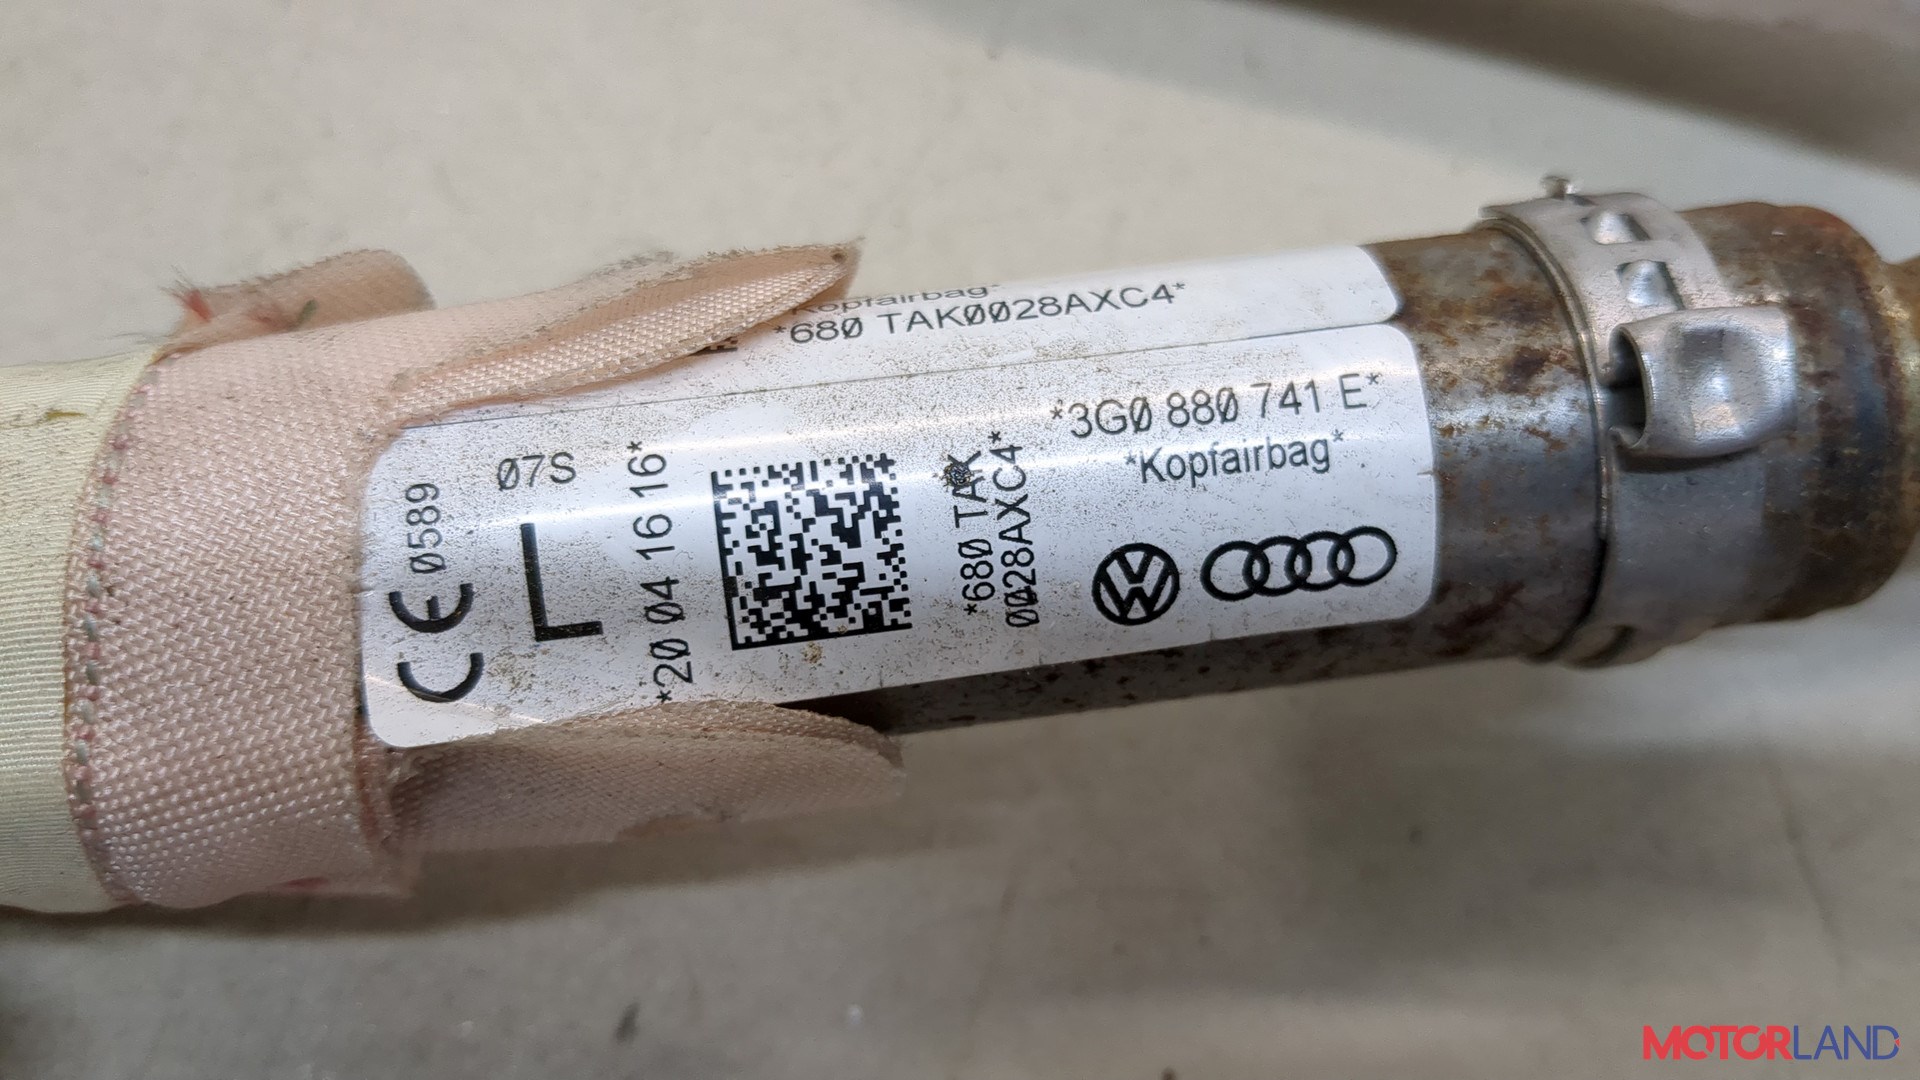 Kopfairbag*
*680 TAK0028AXC4*
CE 0589
07S
L
*20 04 16 16*
*680 TAK
0028AXC4*
*3G0 880 741 E*
*Kopfairbag*
MOTORLAND